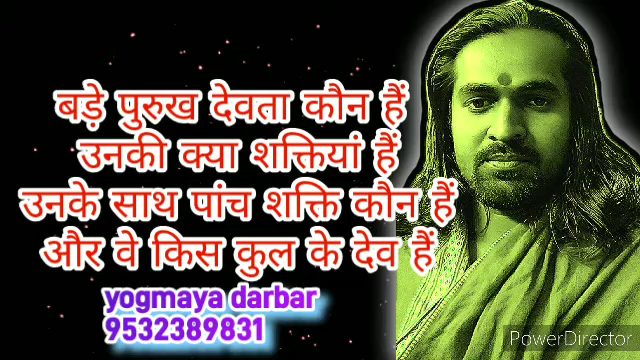 बड़े पुरुख देवता कौन हैं
उनकी क्या शक्तियां हैं
उनके साथ पांच शक्ति कौन हैं
और वे किस कुल के देव हैं
yogmaya darbar
9532389831
PowerDirector